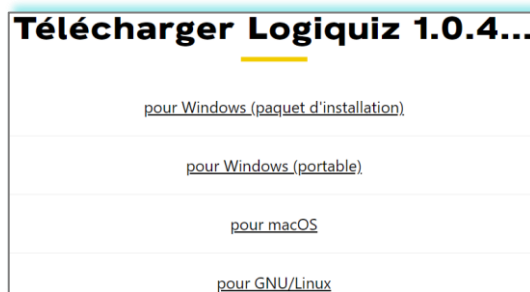 Télécharger Logiquiz 1.0.4...
pour Windows (paquet d'installation)
pour Windows (portable)
pour macOS
pour GNU/Linux